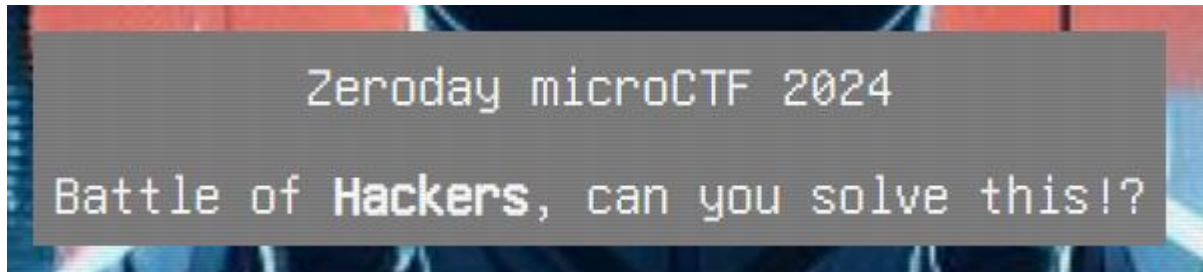 Zeroday microCTF 2024
Battle of Hackers, can you solve this!?